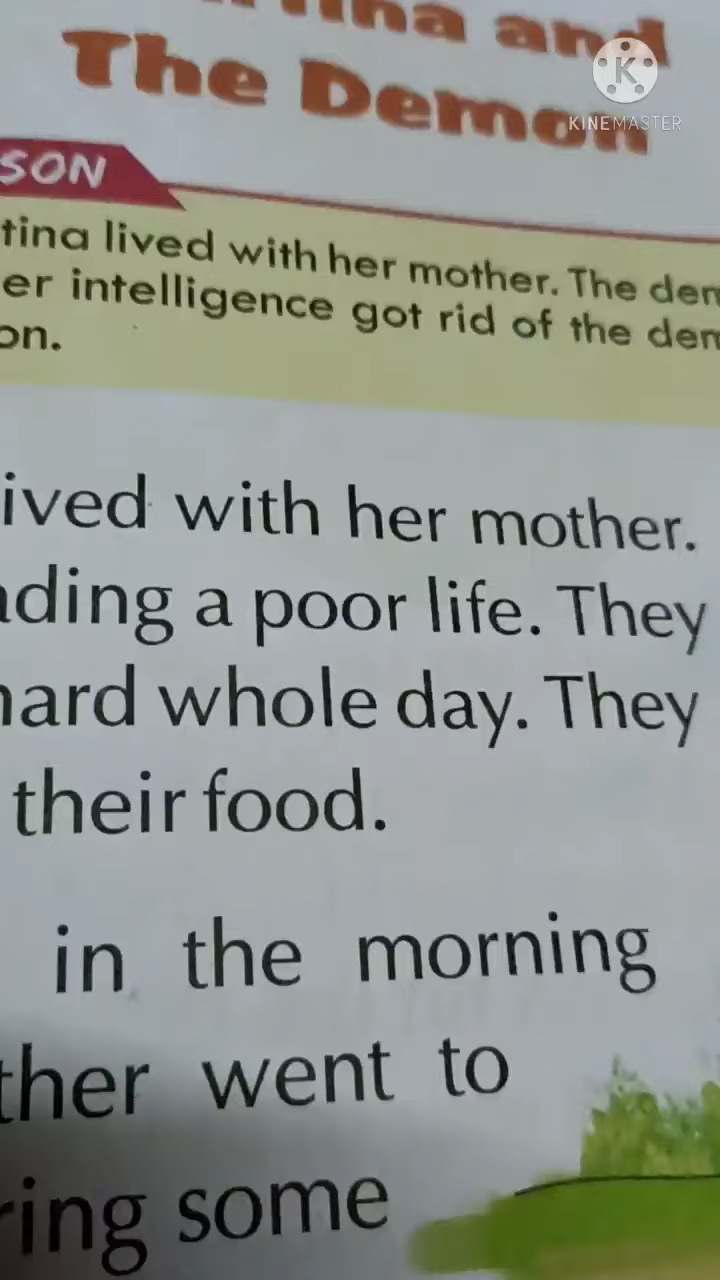 and
The Demon
KINEMASTER
SON
tina lived with her mother. The dem
er intelligence got rid of the dem
on.
ived with her mother.
ding a poor life. They
hard whole day. They
their food.
in the morning
ther went to
ring some